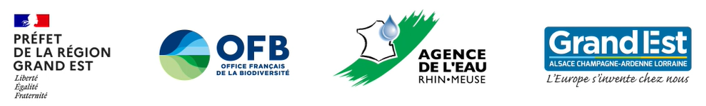 PRÉFET
DE LA RÉGION
GRAND EST
Liberté
Égalité
Fraternité
OFB
OFFICE FRANÇAIS
DE LA BIODIVERSITÉ
AGENCE
DE L'EAU
RHIN•MEUSE
Grand Est
ALSACE CHAMPAGNE-ARDENNE LORRAINE
L'Europe s'invente chez nous